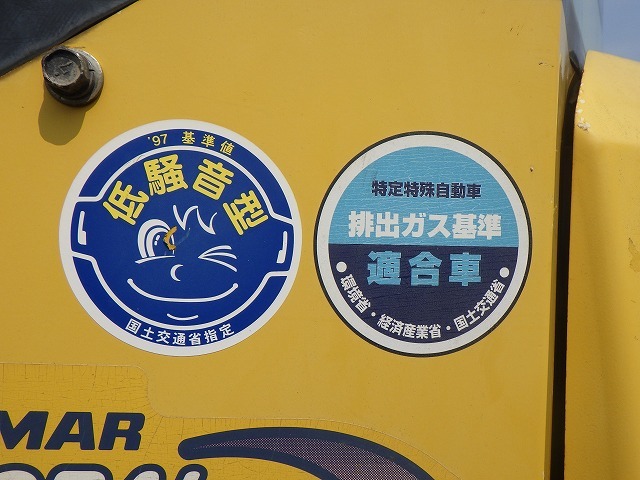 '97 基準値
低騒音型
国土交通省指定
特定特殊自動車
排出ガス基準
適合車
・環境省・経済産業省・国土交通省・
MAR